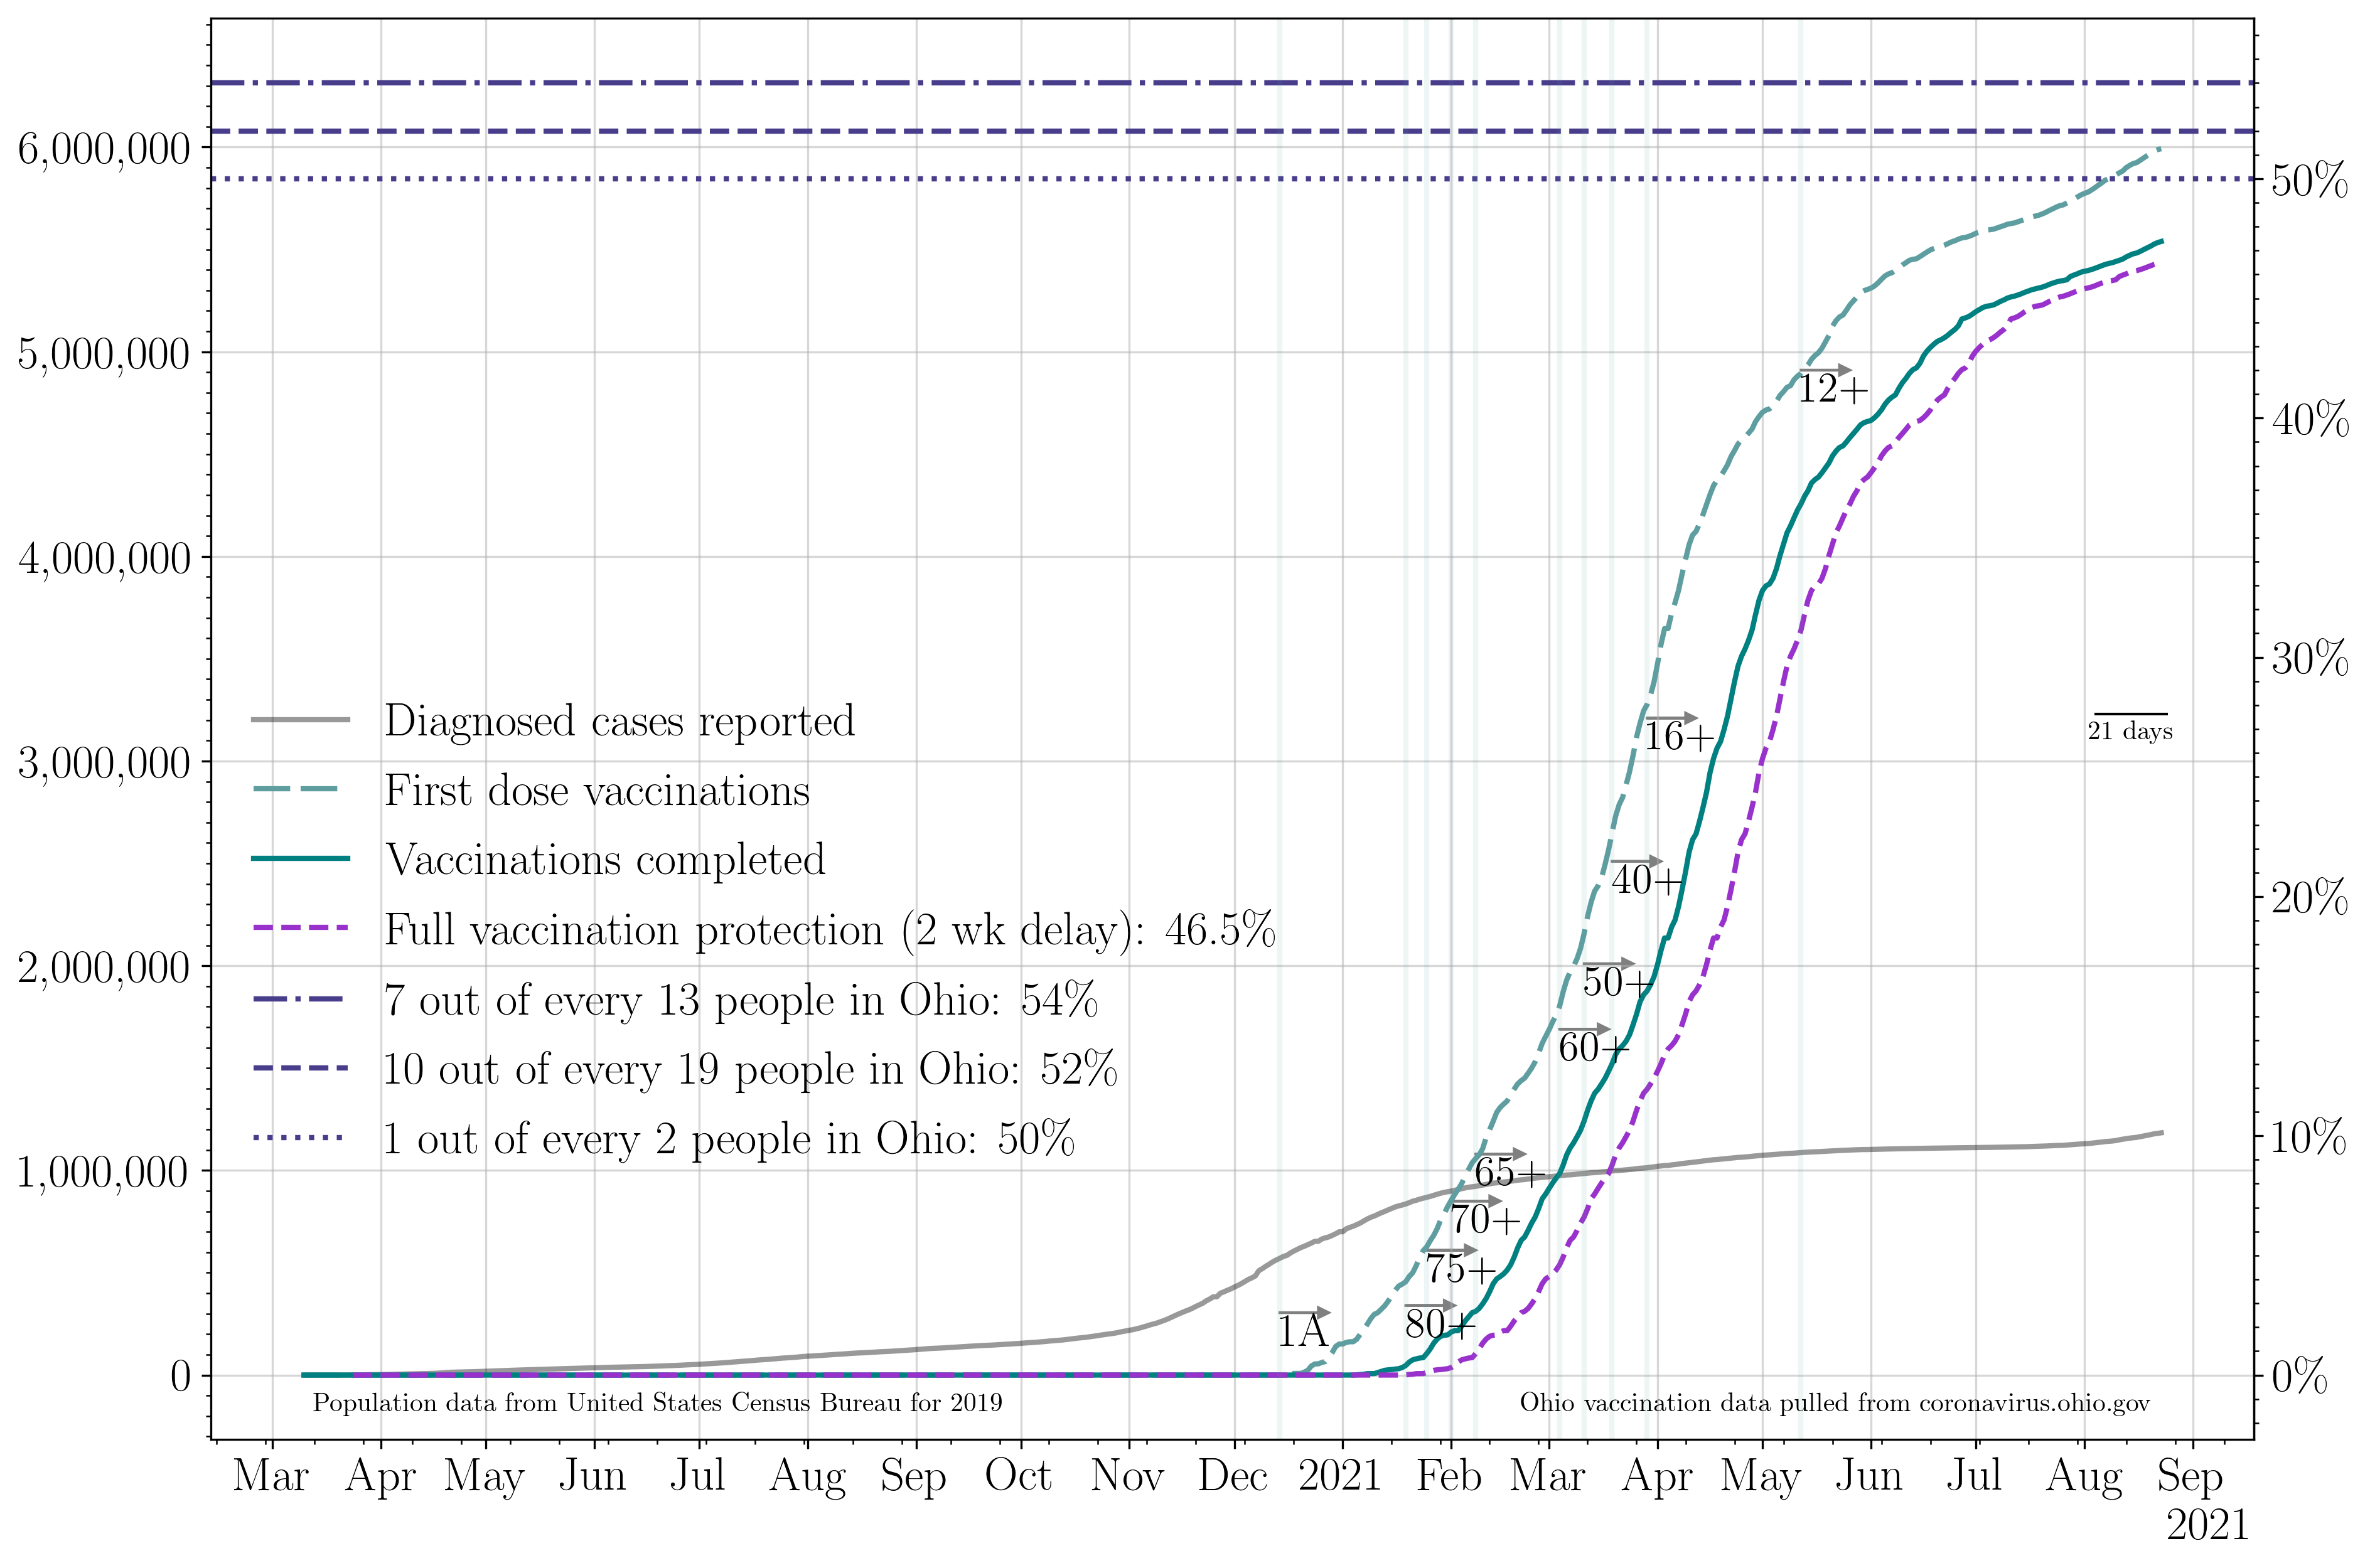 6,000,000
50%
5,000,000
12+
40%
4,000,000
30%
16+
21 days
Diagnosed cases reported
3,000,000
First dose vaccinations
Vaccinations completed
40+
20%
Full vaccination protection (2 wk delay): 46.5%
2,000,000
50+
7 out of every 13 people in Ohio: 54%
60+
10 out of every 19 people in Ohio: 52%
1 out of every 2 people in Ohio: 50%
10%
1,000,000
65+
70+
75+
1A
80+
0
0%
Population data from United States Census Bureau for 2019
Ohio vaccination data pulled from coronavirus.ohio.gov
Mar Apr May Jun Jul Aug Sep Oct Nov Dec 2021 Feb Mar Apr May Jun Jul Aug Sep
2021